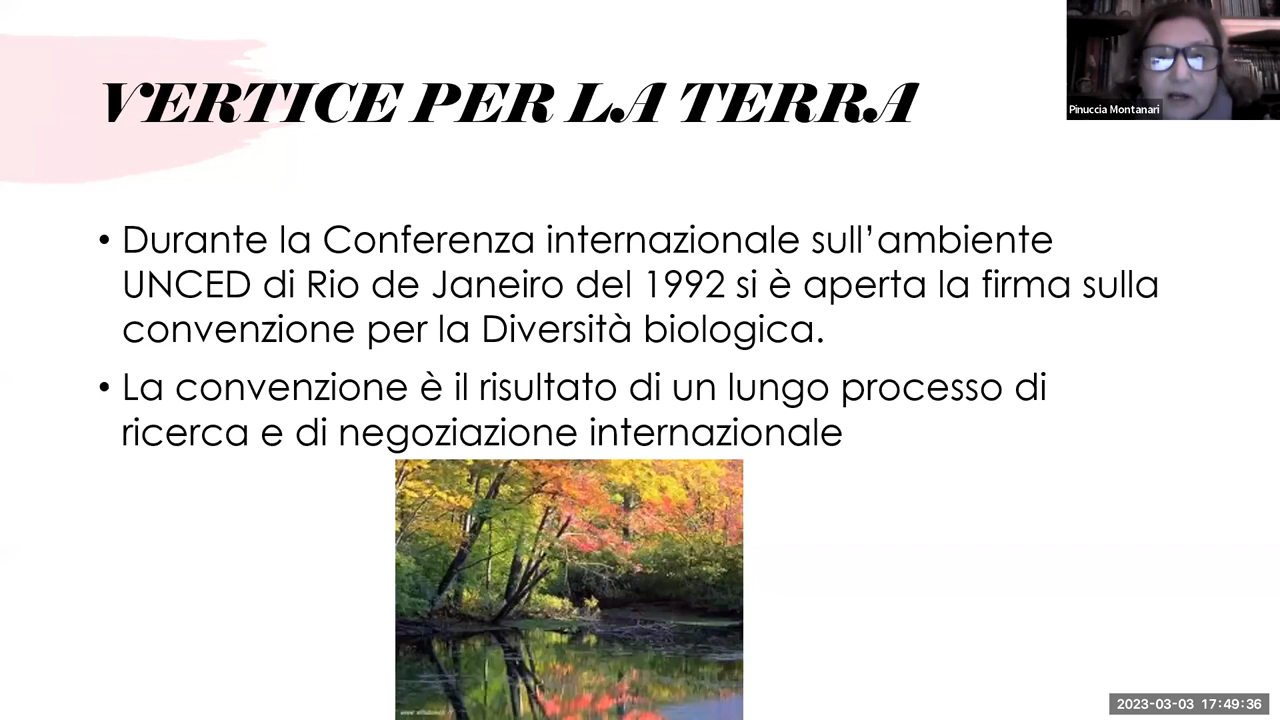 VERTICE PER LA TERRA
Pinuccia Montanari
• Durante la Conferenza internazionale sull’ambiente
UNCED di Rio de Janeiro del 1992 si è aperta la firma sulla
convenzione per la Diversità biologica.
• La convenzione è il risultato di un lungo processo di
ricerca e di negoziazione internazionale
2023-03-03 17:49:36